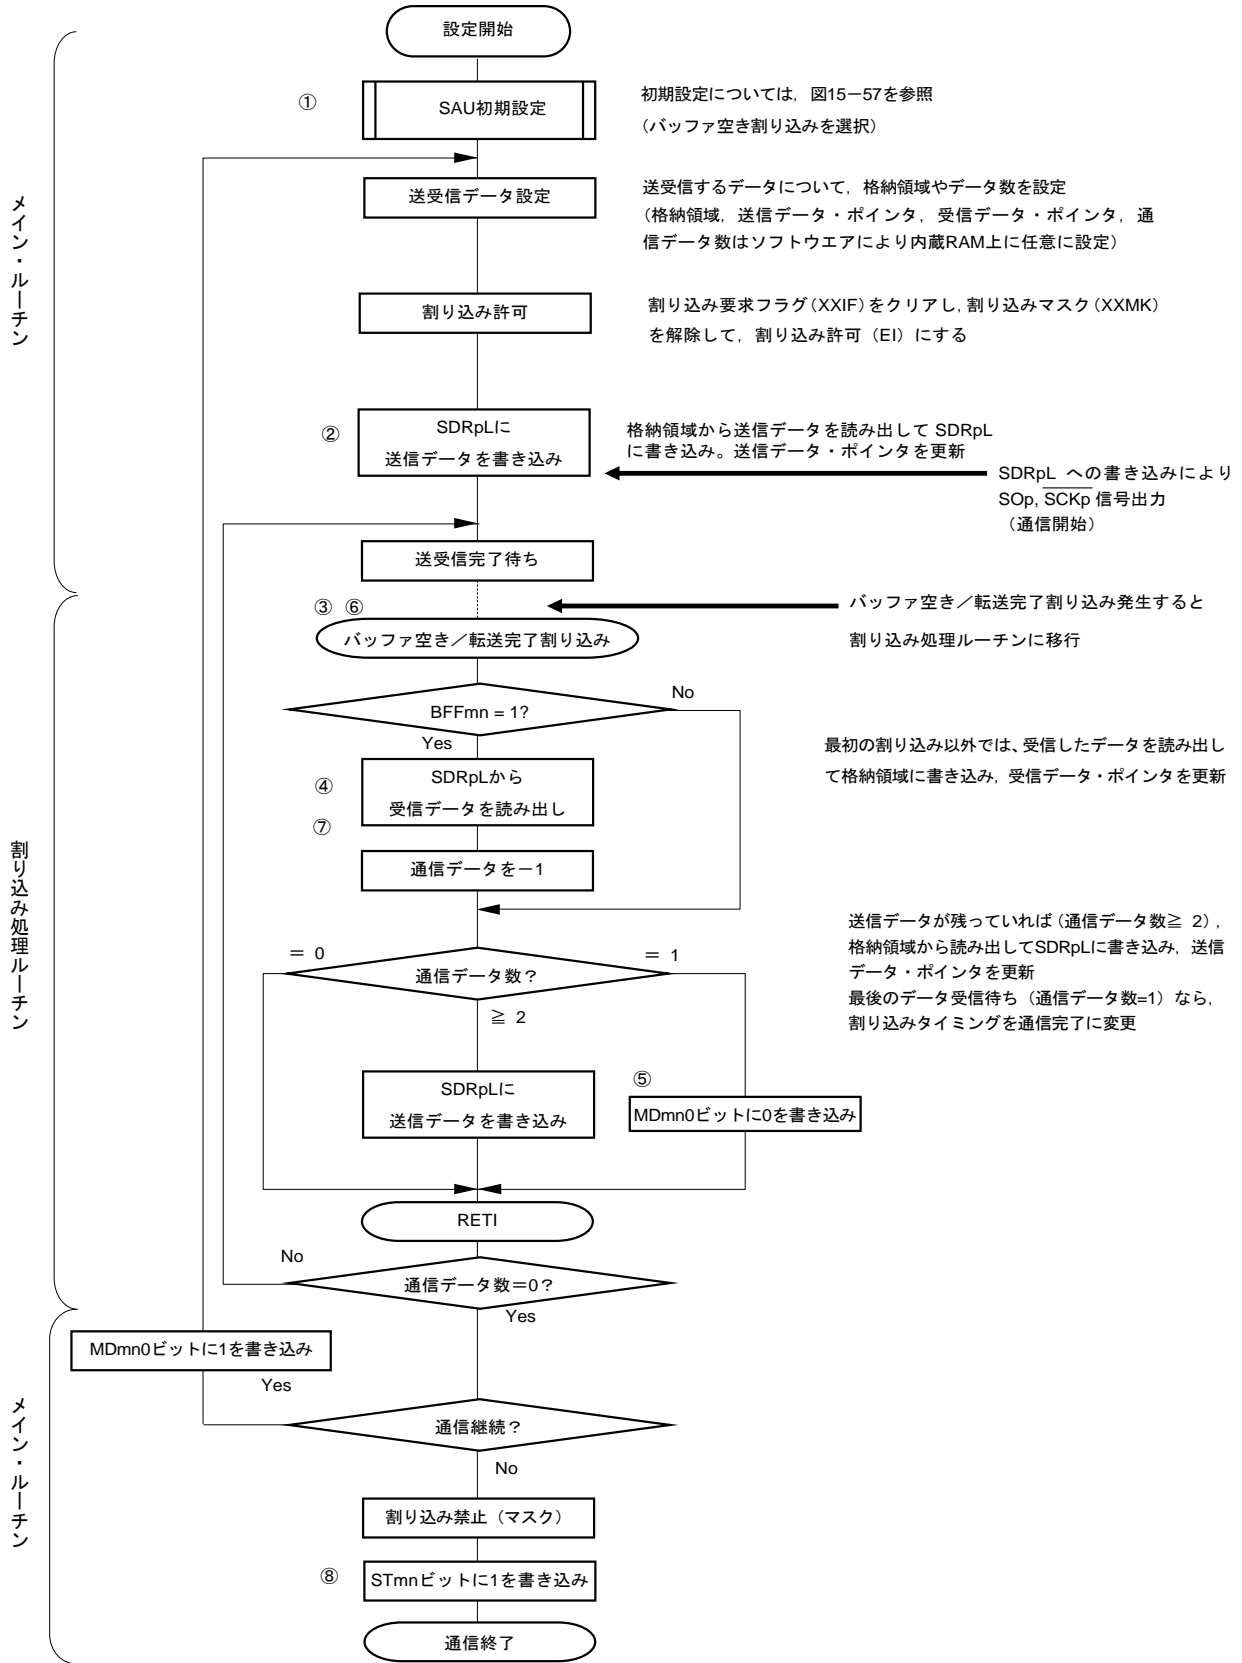 設定開始
①
SAU初期設定
初期設定については，図15－57を参照
（バッファ空き割り込みを選択）
メイン・ルーチン
送受信データ設定
送受信するデータについて，格納領域やデータ数を設定
（格納領域，送信データ・ポインタ，受信データ・ポインタ，通
信データ数はソフトウエアにより内蔵RAM上に任意に設定）
割り込み許可
割り込み要求フラグ（XXIF）をクリアし，割り込みマスク（XXMK）
を解除して，割り込み許可（EI）にする
②
SDRpLに
送信データを書き込み
格納領域から送信データを読み出して SDRpL
に書き込み。送信データ・ポインタを更新
SDRpL への書き込みにより
SOp, SCKp 信号出力
（通信開始）
送受信完了待ち
③ ⑥
バッファ空き／転送完了割り込み発生すると
割り込み処理ルーチンに移行
バッファ空き／転送完了割り込み
割り込み処理ルーチン
BFFmn = 1?
No
Yes
最初の割り込み以外では、受信したデータを読み出し
て格納領域に書き込み，受信データ・ポインタを更新
④
SDRpLから
受信データを読み出し
⑦
通信データを－1
＝ 0
＝ 1
通信データ数？
≧ 2
送信データが残っていれば（通信データ数≧ 2），
格納領域から読み出してSDRpLに書き込み，送信
データ・ポインタを更新
最後のデータ受信待ち（通信データ数=1）なら，
割り込みタイミングを通信完了に変更
SDRpLに
送信データを書き込み
⑤
MDmn0ビットに0を書き込み
RETI
No
通信データ数＝0？
Yes
メイン・ルーチン
MDmn0ビットに1を書き込み
Yes
通信継続？
No
割り込み禁止（マスク）
⑧
STmnビットに1を書き込み
通信終了